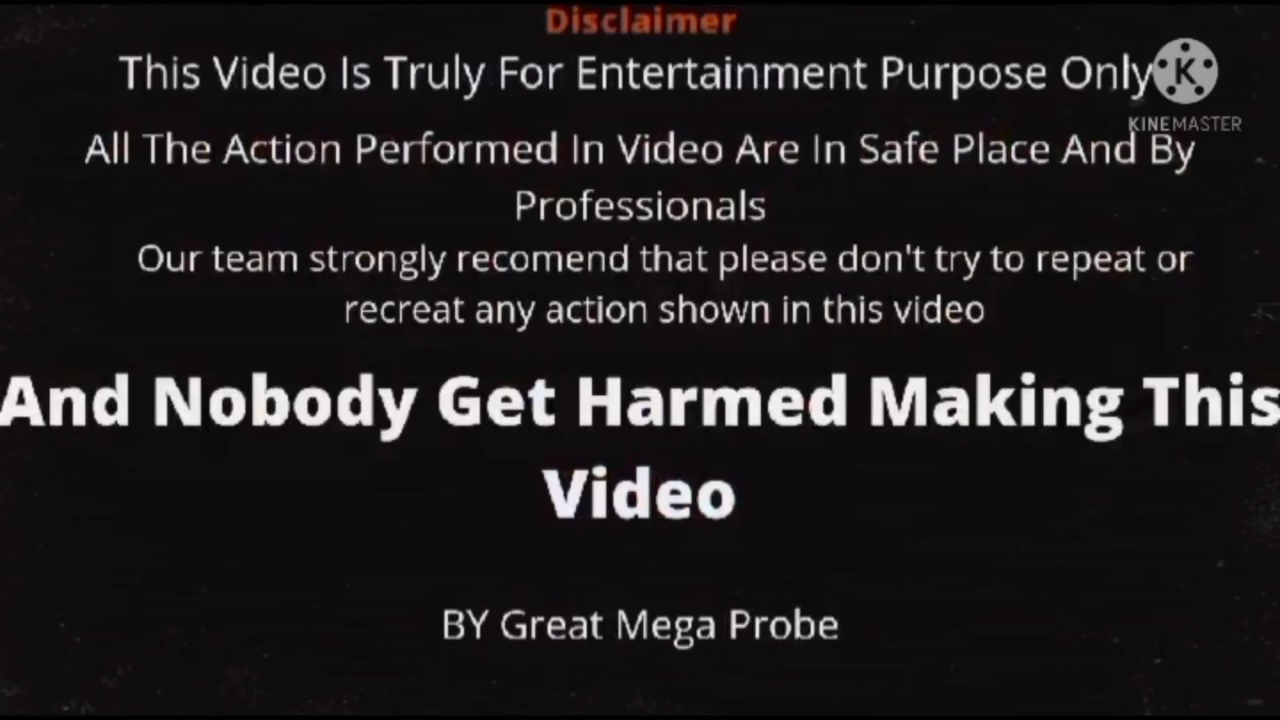 Disclaimer
This Video Is Truly For Entertainment Purpose Only
KINEMASTER
All The Action Performed In Video Are In Safe Place And By
Professionals
Our team strongly recomend that please don't try to repeat or
recreat any action shown in this video
And Nobody Get Harmed Making This
Video
BY Great Mega Probe